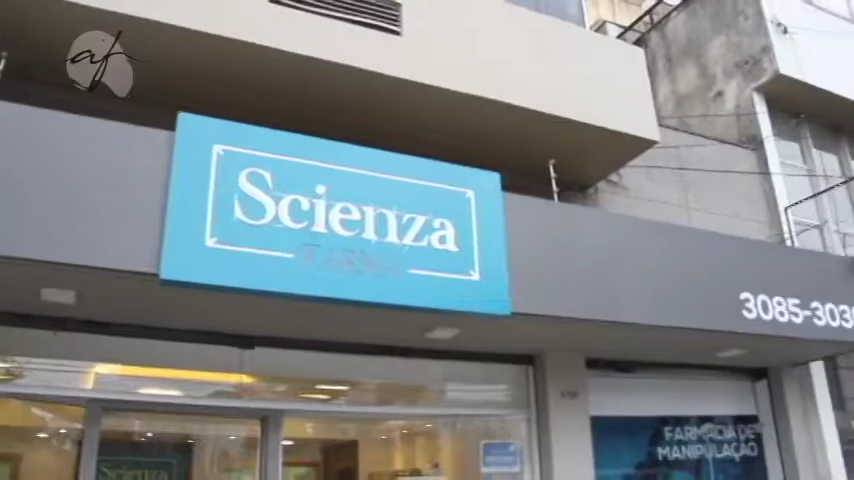 af
Scienza
3085-303
Scienza
FARMÁCIA DE
MANIPULAÇÃO